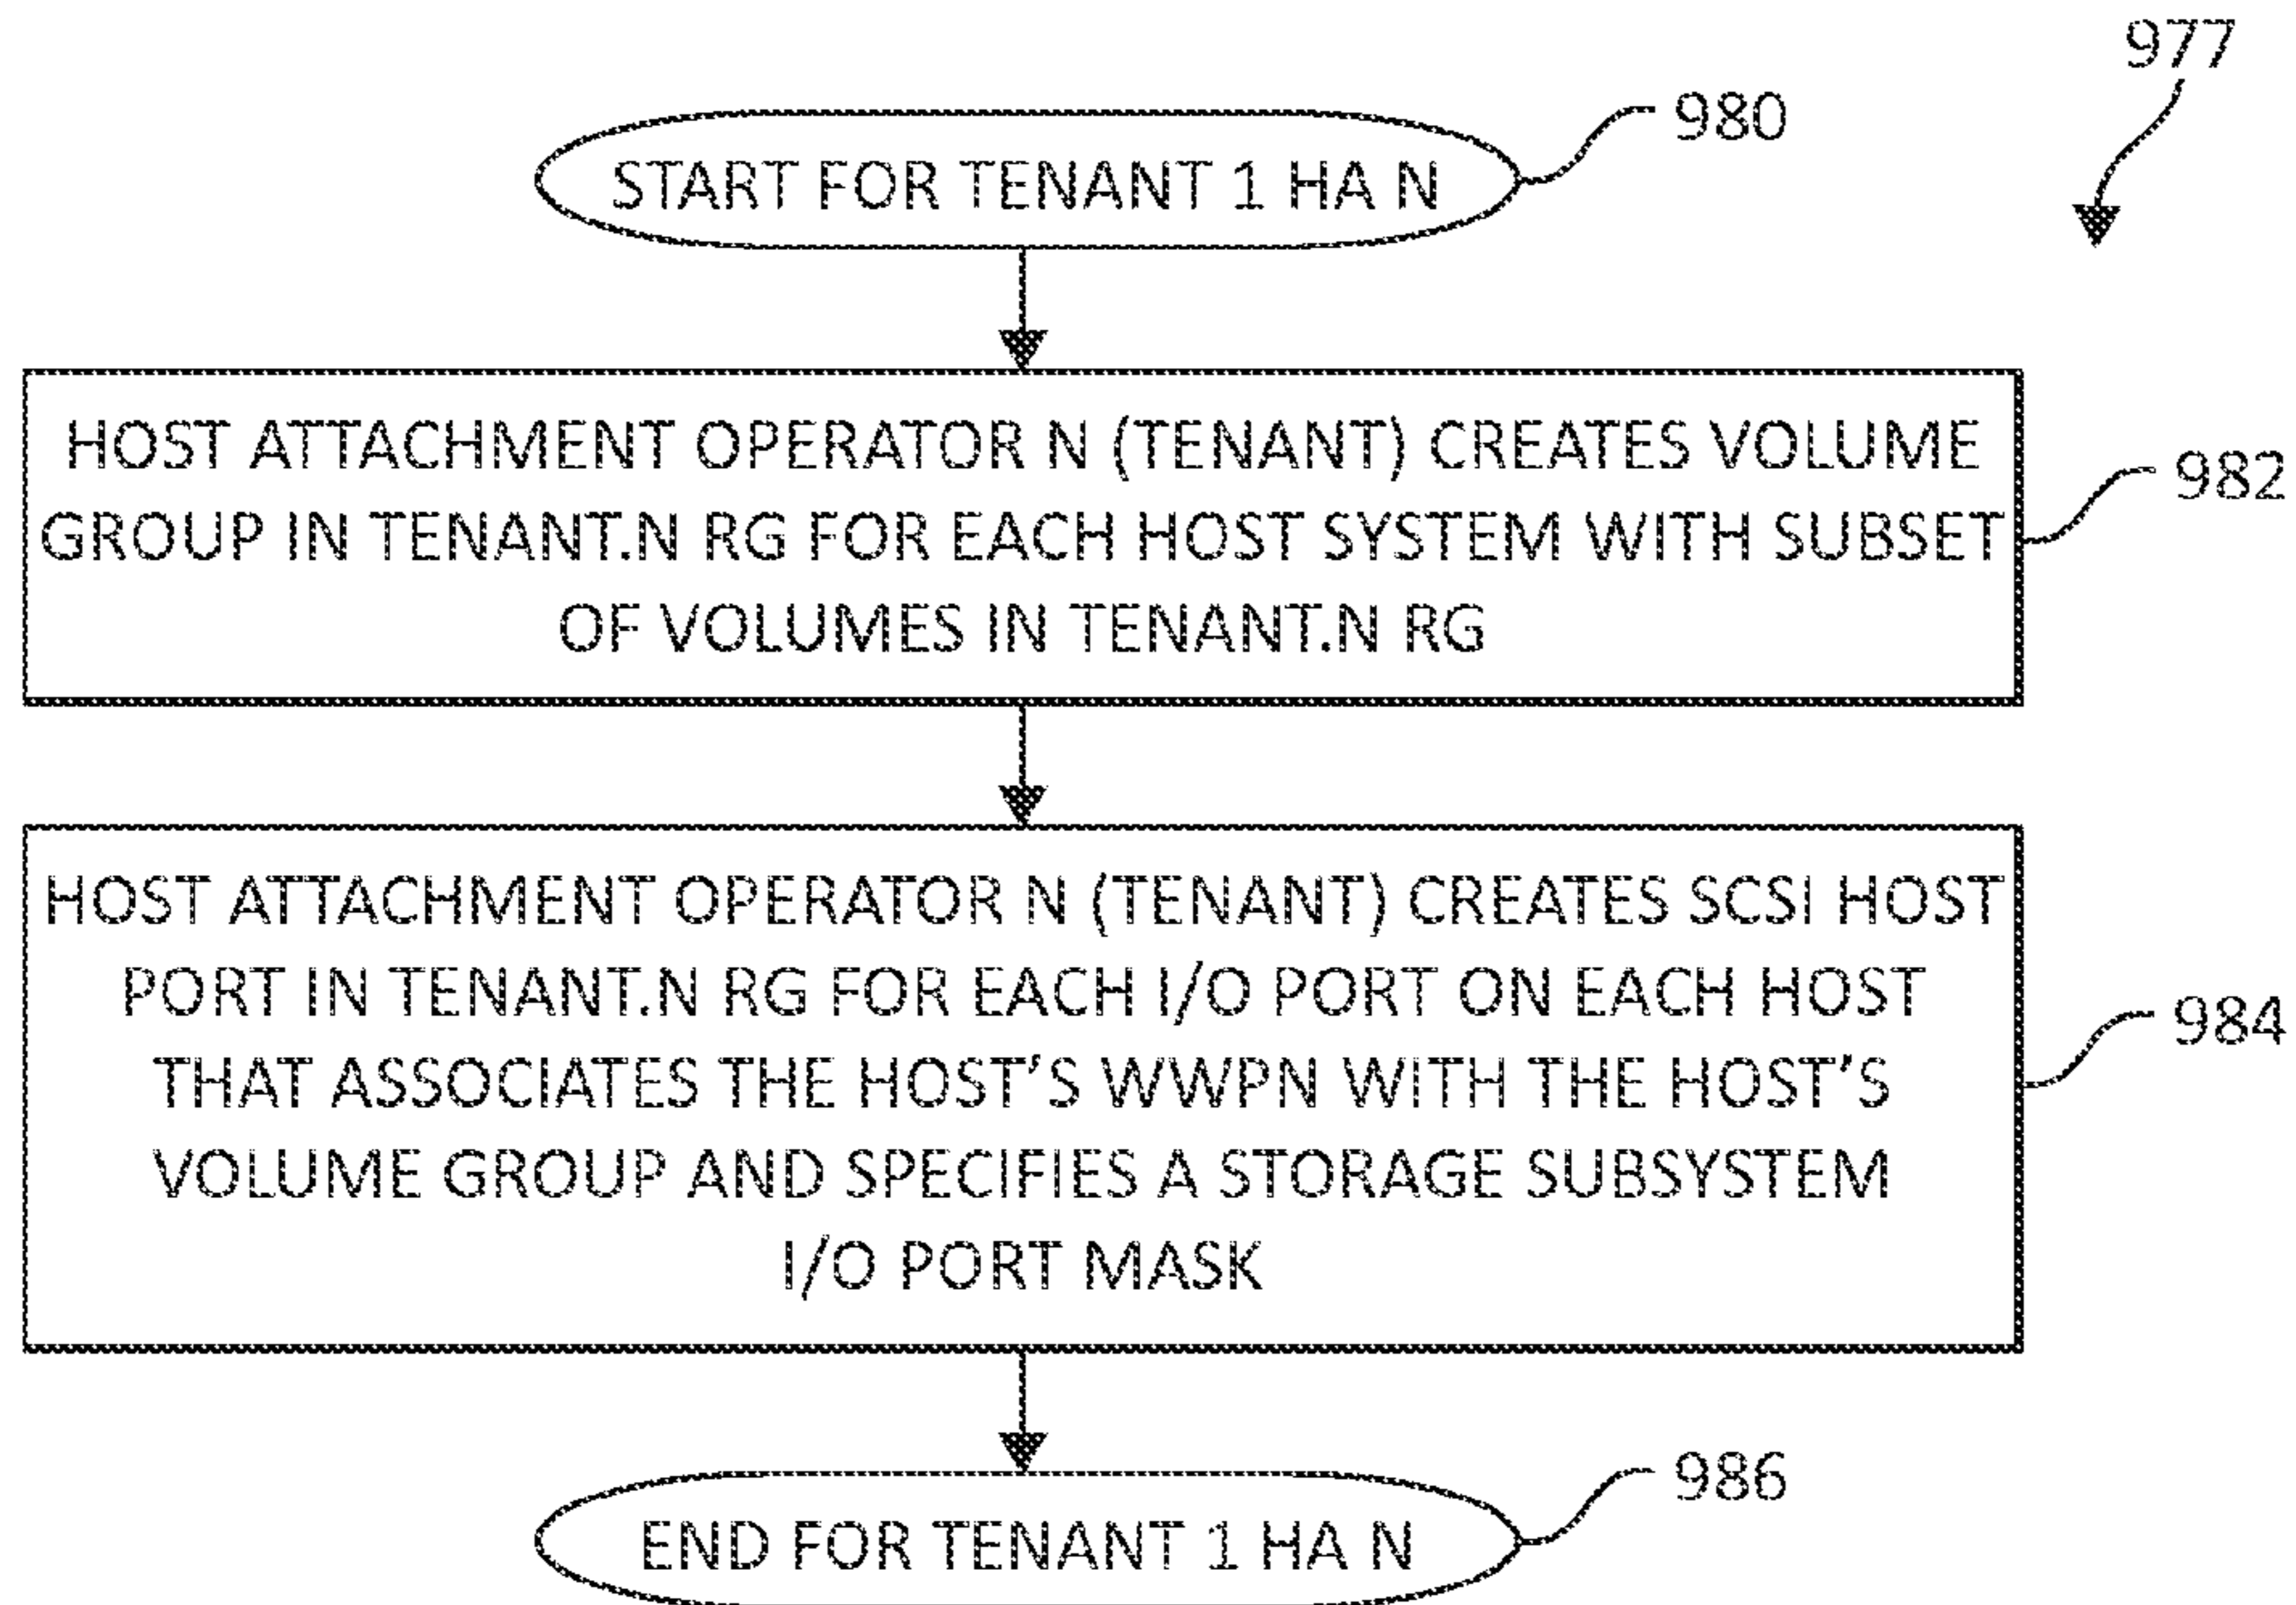 977
980
START FOR TENANT 1 HA N
HOST ATTACHMENT OPERATOR N (TENANT) CREATES VOLUME
GROUP IN TENANT.N RG FOR EACH HOST SYSTEM WITH SUBSET
OF VOLUMES IN TENANT.N RG
982
HOST ATTACHMENT OPERATOR N (TENANT) CREATES SCSI HOST
PORT IN TENANT.N RG FOR EACH I/O PORT ON EACH HOST
THAT ASSOCIATES THE HOST'S WWPN WITH THE HOST'S
VOLUME GROUP AND SPECIFIES A STORAGE SUBSYSTEM
I/O PORT MASK
984
986
END FOR TENANT 1 HA N